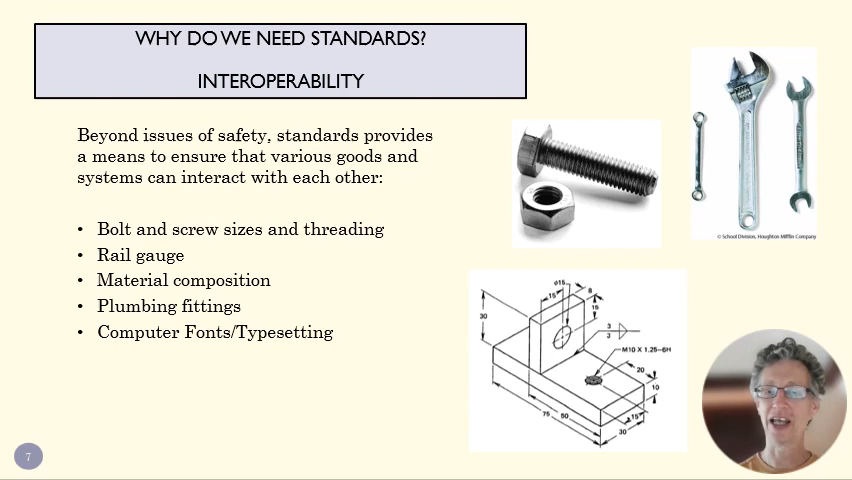 WHY DO WE NEED STANDARDS?
INTEROPERABILITY
Beyond issues of safety, standards provides
a means to ensure that various goods and
systems can interact with each other:
• Bolt and screw sizes and threading
• Rail gauge
• Material composition
• Plumbing fittings
• Computer Fonts/Typesetting
© School Division, Houghton Mifflin Company
ø15
15
8
15
30
3
3
M10 X 1.25–6H
20
10
75
50
15
30
7